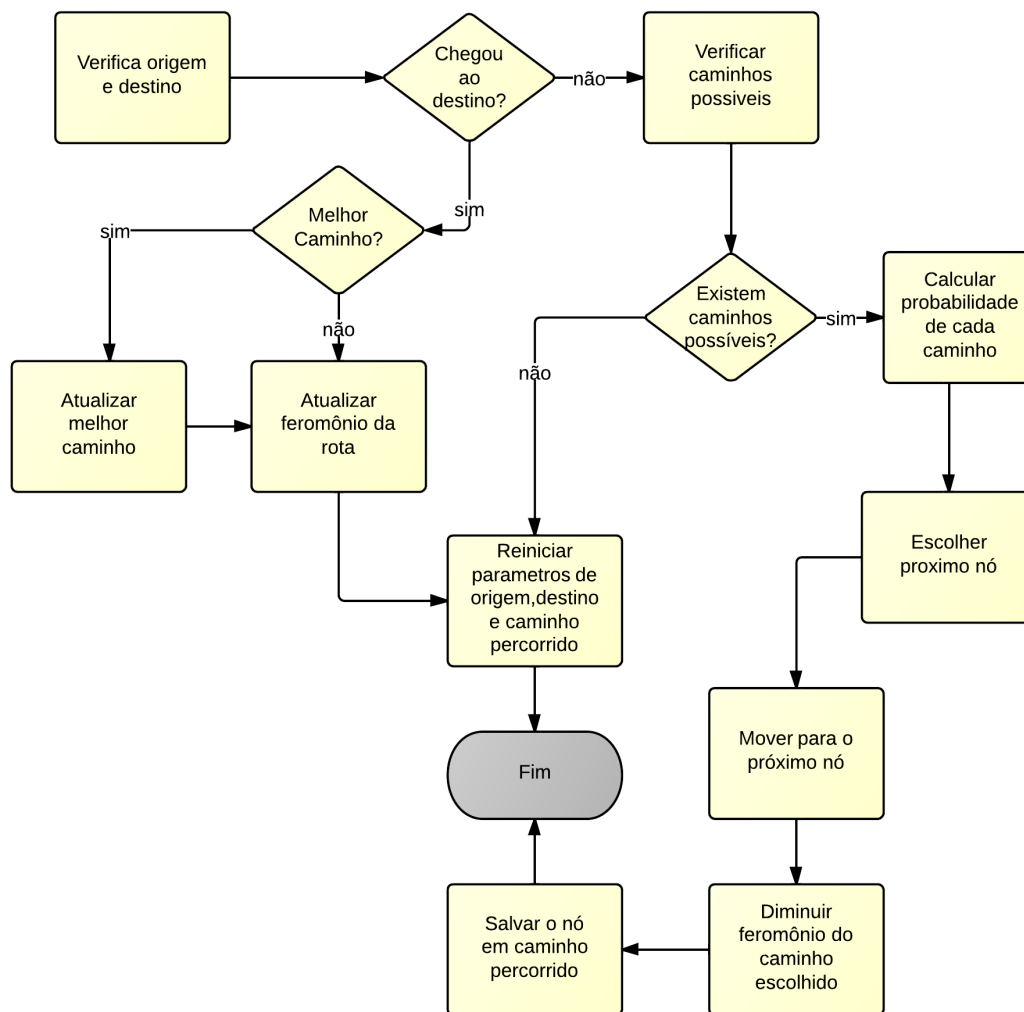 Verifica origem
e destino
Chegou
ao
destino?
não
Verificar
caminhos
possiveis
sim
Melhor
Caminho?
sim
não
Existem
caminhos
possíveis?
sim
não
Calcular
probabilidade
de cada
caminho
Atualizar
melhor
caminho
Atualizar
feromônio da
rota
Escolher
proximo nó
Reiniciar
parametros de
origem,destino
e caminho
percorrido
Mover para o
próximo nó
Fim
Salvar o nó
em caminho
percorrido
Diminuir
feromônio do
caminho
escolhido